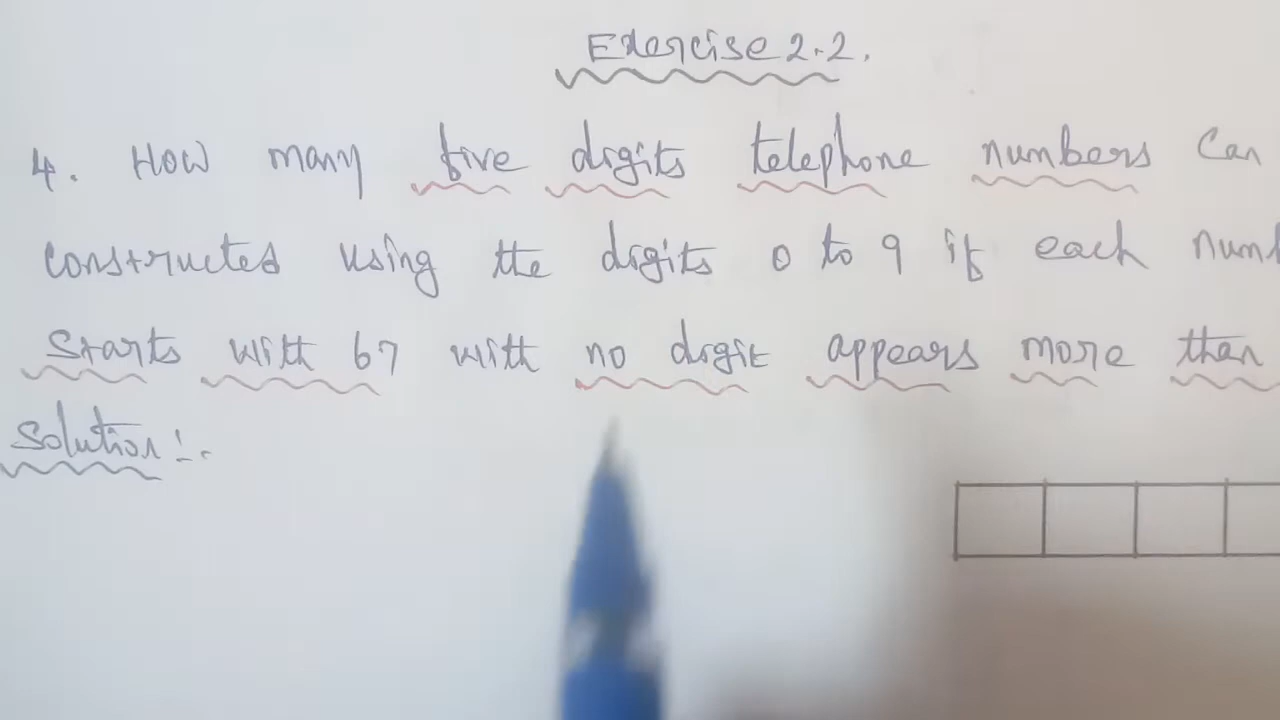 Exercise 2.2.
4. How many five digits telephone numbers can
constructed using the digits 0 to 9 if each num
starts with 67 with no digit appears more than
Solution:-